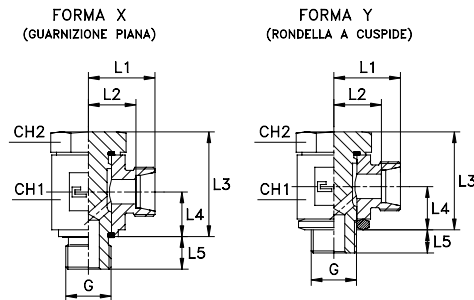 FORMA X
(GUARNIZIONE PIANA)
L1
L2
CH2
CH1
L3
L4
L5
G
FORMA Y
(RONDELLA A CUSPIDE)
L1
L2
CH2
CH1
L3
L4
L5
G